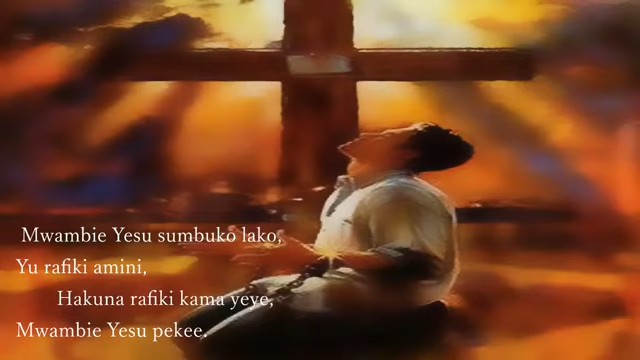 Mwambie Yesu sumbuko lako,
Yu rafiki amini,
Hakuna rafiki kama yeye,
Mwambie Yesu pekee.